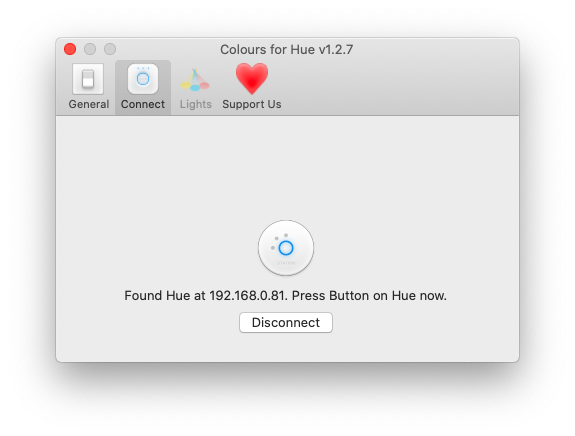 Colours for Hue v1.2.7
General Connect Lights Support Us
Found Hue at 192.168.0.81. Press Button on Hue now.
Disconnect